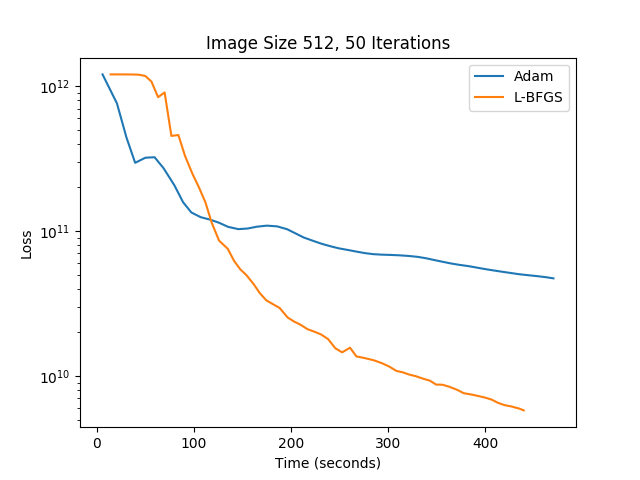 Image Size 512, 50 Iterations
Adam
L-BFGS
10¹²
10¹¹
10¹⁰
Loss
0
100
200
300
400
Time (seconds)